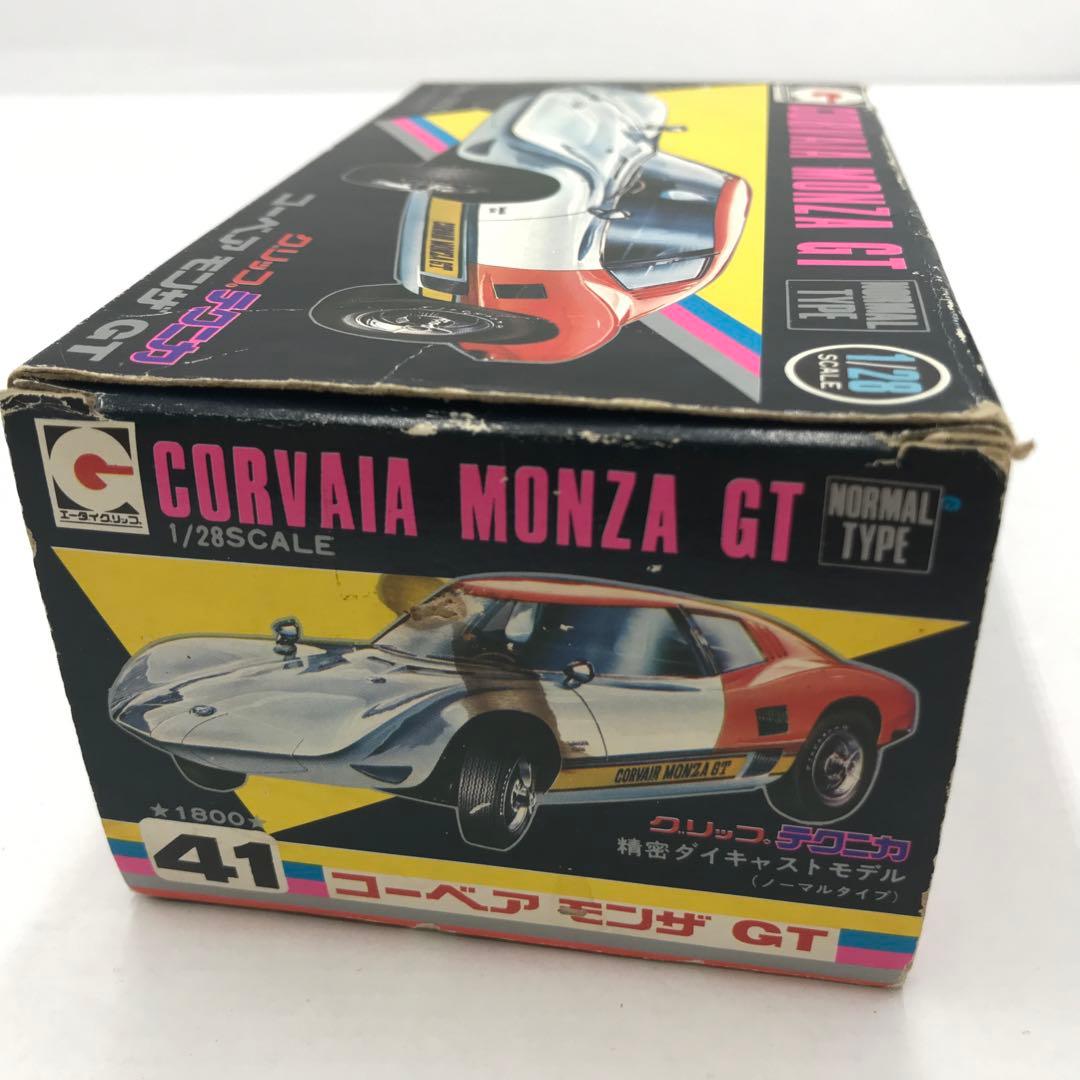 CORVAIA MONZA GT
NORMAL
TYPE
1/28
SCALE
CORVAIR MONZA GT
グリップ テクニカ
コーベア モンザ GT
エーダイグリップ
CORVAIA MONZA GT
NORMAL
TYPE
1/28SCALE
CORVAIR MONZA GT
★1800★
グリップ テクニカ
精密ダイキャストモデル
(ノーマルタイプ)
41
コーベア モンザ GT